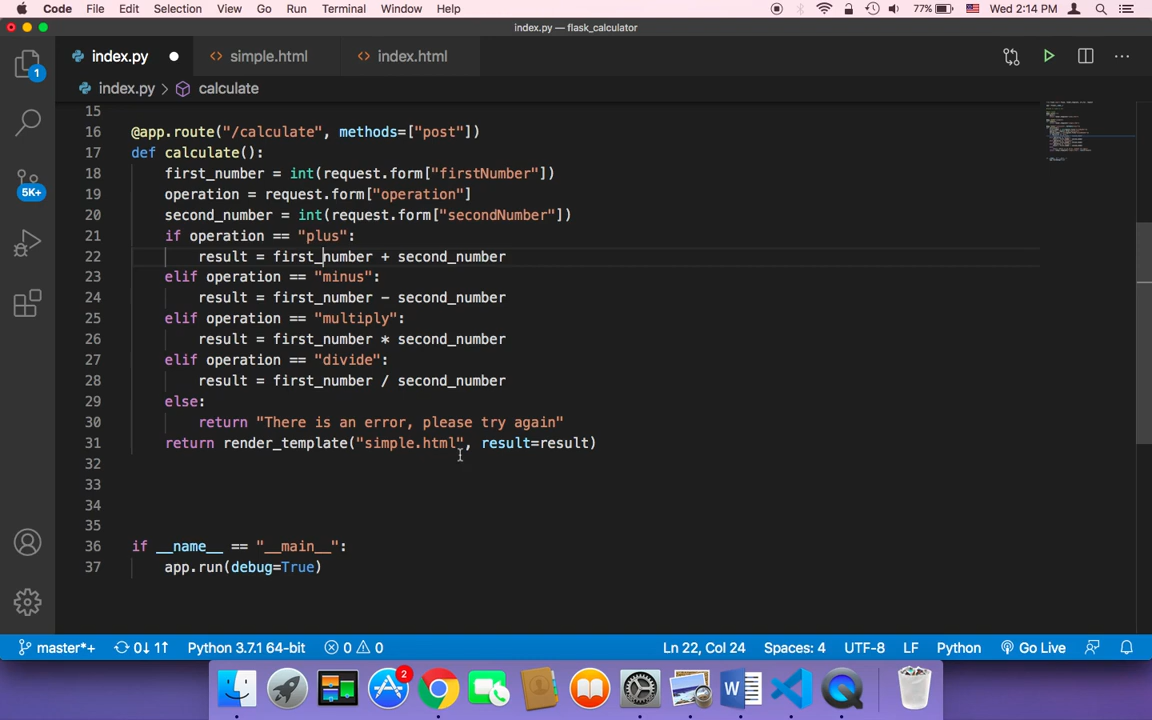 Code File Edit Selection View Go Run Terminal Window Help 77% Wed 2:14 PM
index.py — flask_calculator
index.py simple.html index.html
index.py > calculate
1
5K+
15
16 @app.route("/calculate", methods=["post"])
17 def calculate():
18 first_number = int(request.form["firstNumber"])
19 operation = request.form["operation"]
20 second_number = int(request.form["secondNumber"])
21 if operation == "plus":
22 result = first_number + second_number
23 elif operation == "minus":
24 result = first_number - second_number
25 elif operation == "multiply":
26 result = first_number * second_number
27 elif operation == "divide":
28 result = first_number / second_number
29 else:
30 return "There is an error, please try again"
31 return render_template("simple.html", result=result)
32
33
34
35
36 if __name__ == "__main__":
37 app.run(debug=True)
master*+ 0↓ 1↑ Python 3.7.1 64-bit 0 0 Ln 22, Col 24 Spaces: 4 UTF-8 LF Python Go Live
2
W